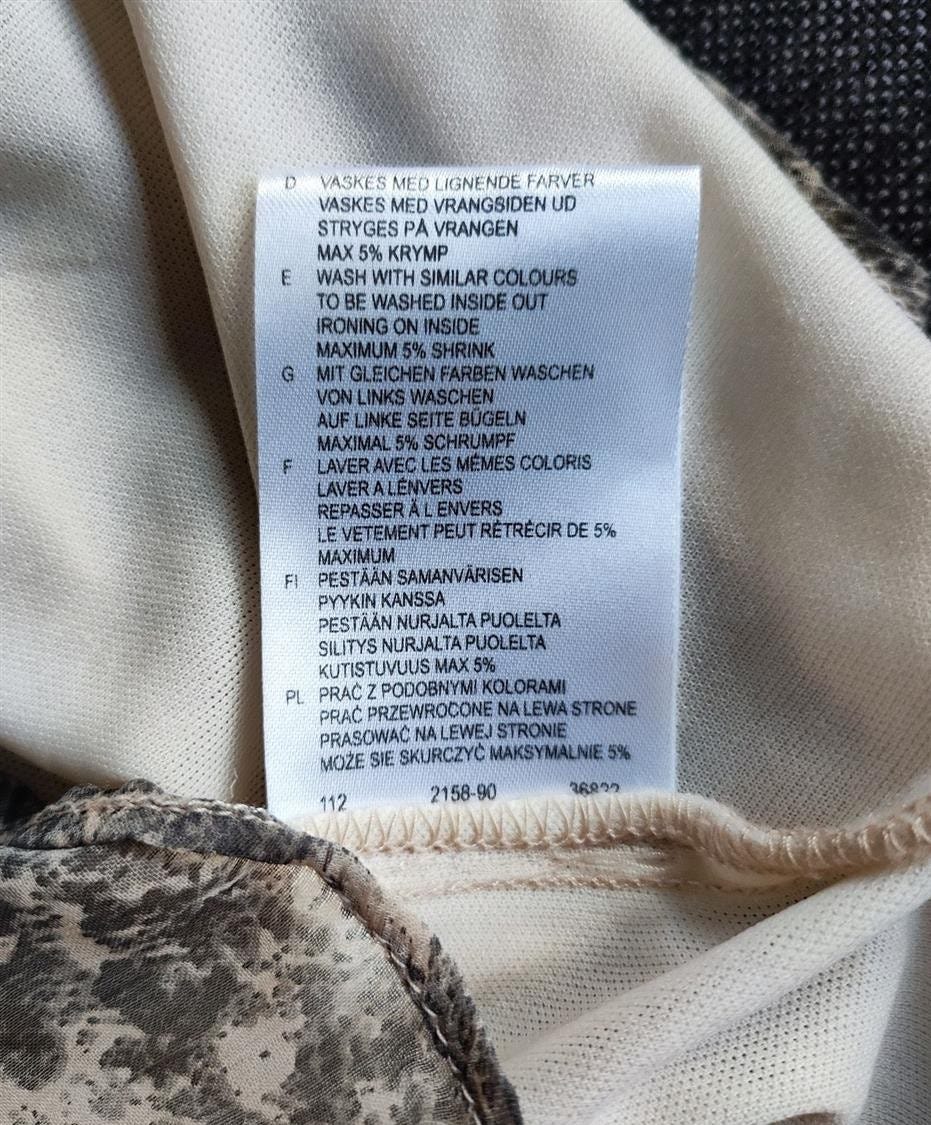 D VASKES MED LIGNENDE FARVER
VASKES MED VRANGSIDEN UD
STRYGES PÅ VRANGEN
MAX 5% KRYMP
E WASH WITH SIMILAR COLOURS
TO BE WASHED INSIDE OUT
IRONING ON INSIDE
MAXIMUM 5% SHRINK
G MIT GLEICHEN FARBEN WASCHEN
VON LINKS WASCHEN
AUF LINKE SEITE BÜGELN
MAXIMAL 5% SCHRUMPF
F LAVER AVEC LES MÊMES COLORIS
LAVER A LÉNVERS
REPASSER Á L ENVERS
LE VETEMENT PEUT RÉTRÉCIR DE 5%
MAXIMUM
FI PESTÄÄN SAMANVÄRISEN
PYYKIN KANSSA
PESTÄÄN NURJALTA PUOLELTA
SILITYS NURJALTA PUOLELTA
KUTISTUVUUS MAX 5%
PL PRAĆ Z PODOBNYMI KOLORAMI
PRAĆ PRZEWROCONE NA LEWA STRONE
PRASOWAĆ NA LEWEJ STRONIE
MOŻE SIE SKURCZYĆ MAKSYMALNIE 5%
112 2158-90 36822